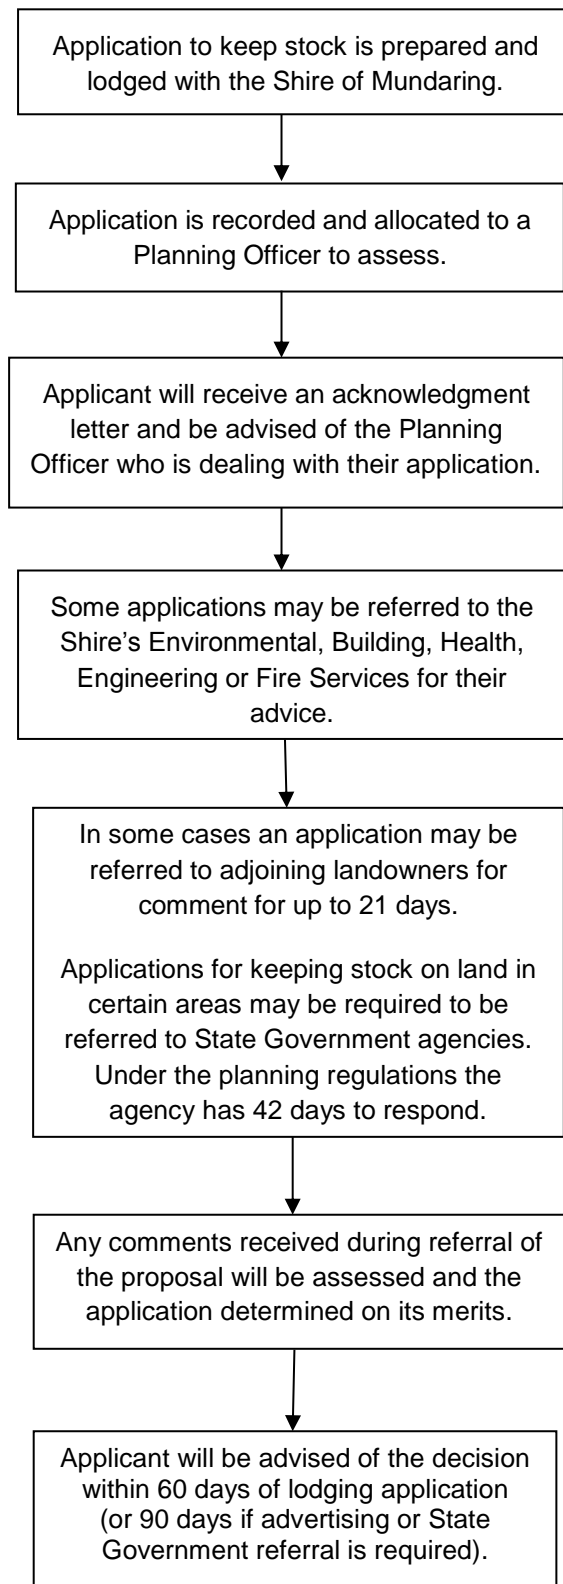 Application to keep stock is prepared and
lodged with the Shire of Mundaring.
Application is recorded and allocated to a
Planning Officer to assess.
Applicant will receive an acknowledgment
letter and be advised of the Planning
Officer who is dealing with their application.
Some applications may be referred to the
Shire’s Environmental, Building, Health,
Engineering or Fire Services for their
advice.
In some cases an application may be
referred to adjoining landowners for
comment for up to 21 days.
Applications for keeping stock on land in
certain areas may be required to be
referred to State Government agencies.
Under the planning regulations the
agency has 42 days to respond.
Any comments received during referral of
the proposal will be assessed and the
application determined on its merits.
Applicant will be advised of the decision
within 60 days of lodging application
(or 90 days if advertising or State
Government referral is required).